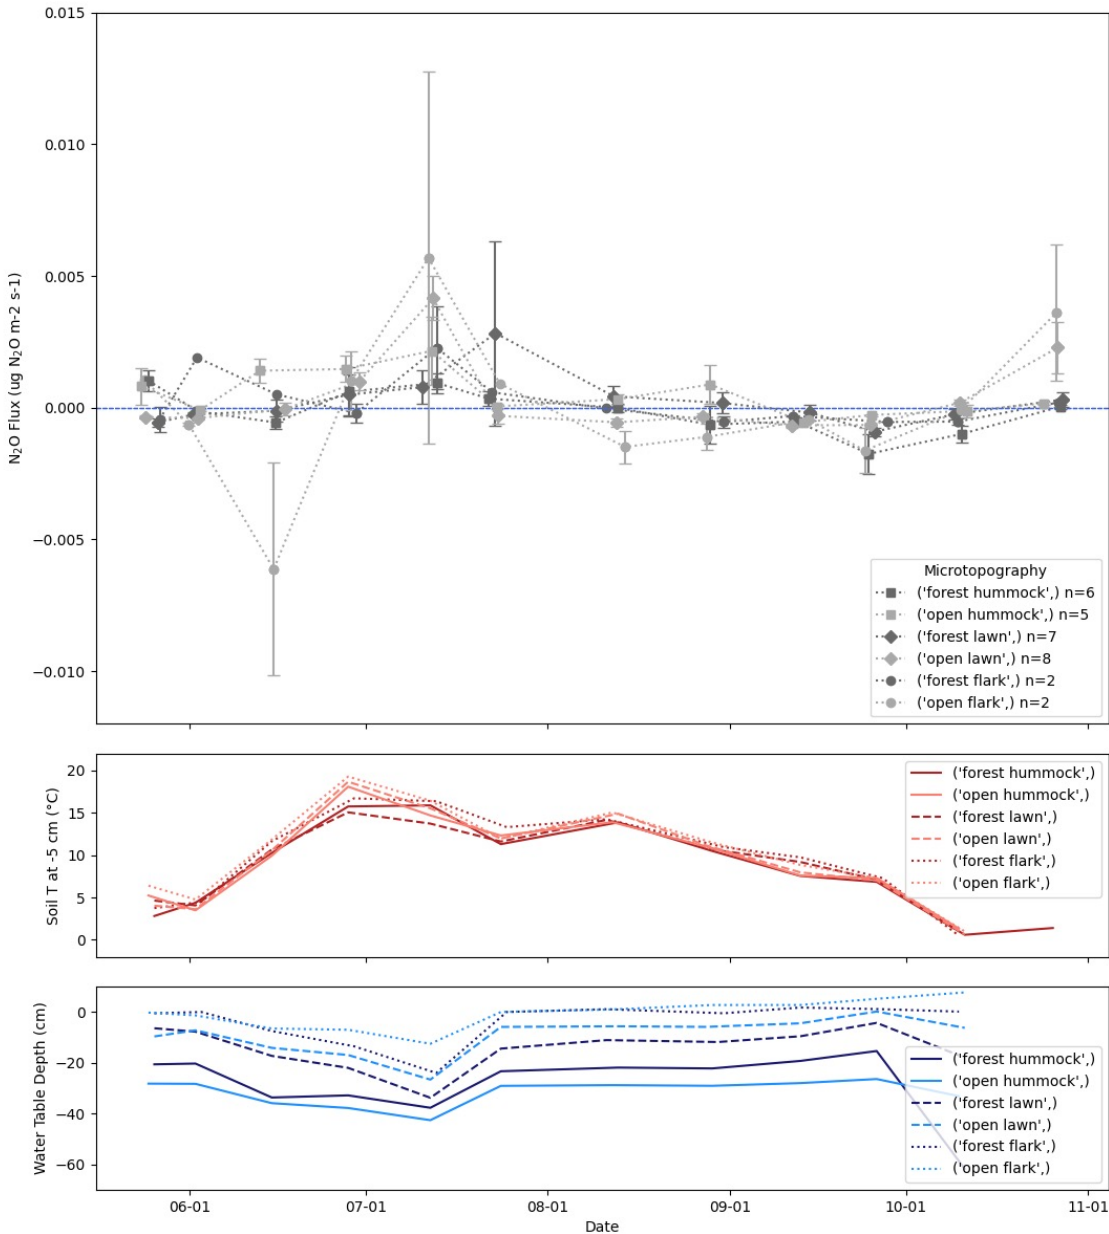 0.015
0.010
0.005
0.000
−0.005
−0.010
N₂O Flux (ug N₂O m-2 s-1)
Microtopography
('forest hummock',) n=6
('open hummock',) n=5
('forest lawn',) n=7
('open lawn',) n=8
('forest flark',) n=2
('open flark',) n=2
20
15
10
5
0
Soil T at -5 cm (°C)
('forest hummock',)
('open hummock',)
('forest lawn',)
('open lawn',)
('forest flark',)
('open flark',)
0
−20
−40
−60
Water Table Depth (cm)
('forest hummock',)
('open hummock',)
('forest lawn',)
('open lawn',)
('forest flark',)
('open flark',)
06-01 07-01 08-01 09-01 10-01 11-01
Date